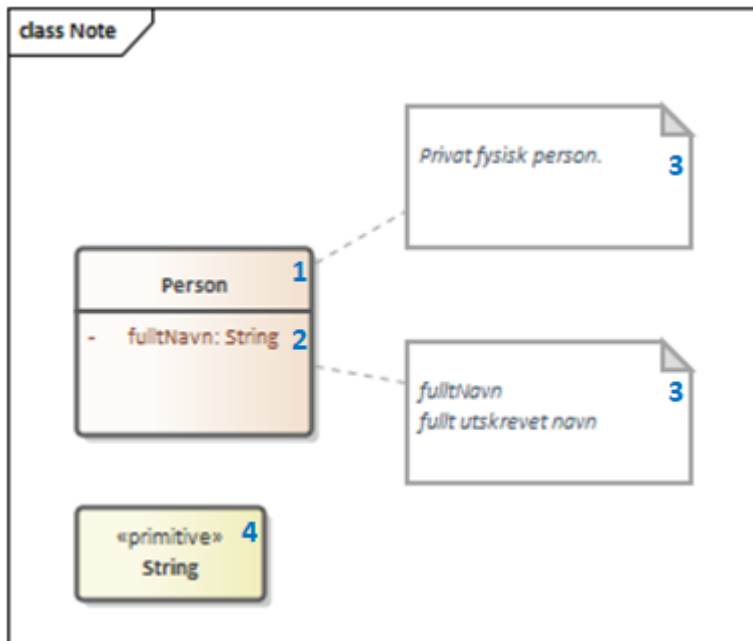 class Note
Privat fysisk person.
3
Person
1
- fulltNavn: String
2
fulltNavn
fullt utskrevet navn
3
«primitive»
String
4